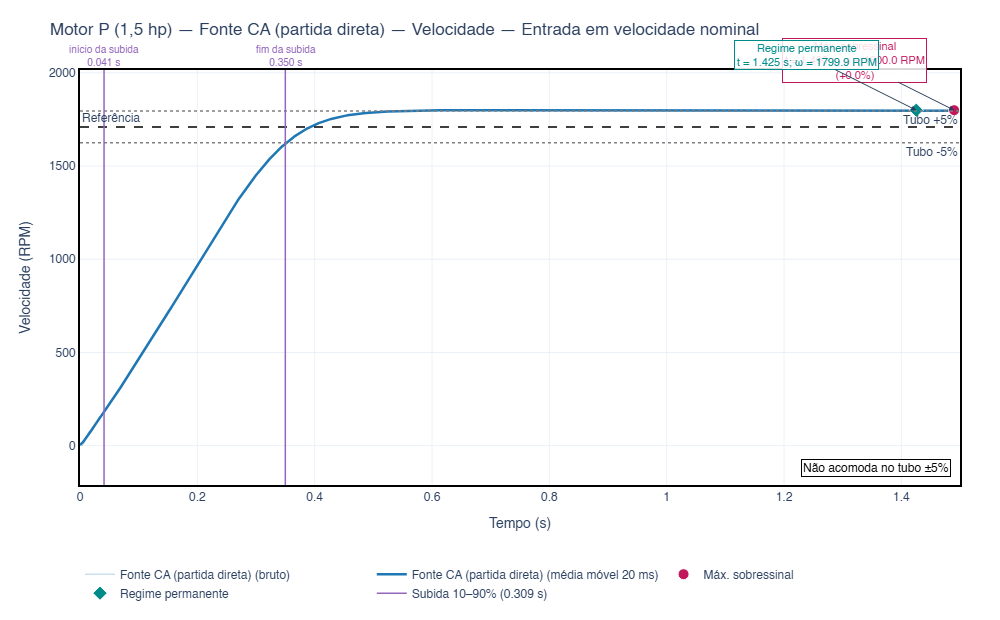 Motor P (1,5 hp) — Fonte CA (partida direta) — Velocidade — Entrada em velocidade nominal
início da subida
0.041 s
fim da subida
0.350 s
Regime permanente
t = 1.425 s; ω = 1799.9 RPM
(+0.0%)
2000
1500
1000
500
0
Referência
Tubo +5%
Tubo -5%
Não acomoda no tubo ±5%
0
0.2
0.4
0.6
0.8
1
1.2
1.4
Velocidade (RPM)
Tempo (s)
Fonte CA (partida direta) (bruto)
Fonte CA (partida direta) (média móvel 20 ms)
Máx. sobressinal
Regime permanente
Subida 10–90% (0.309 s)